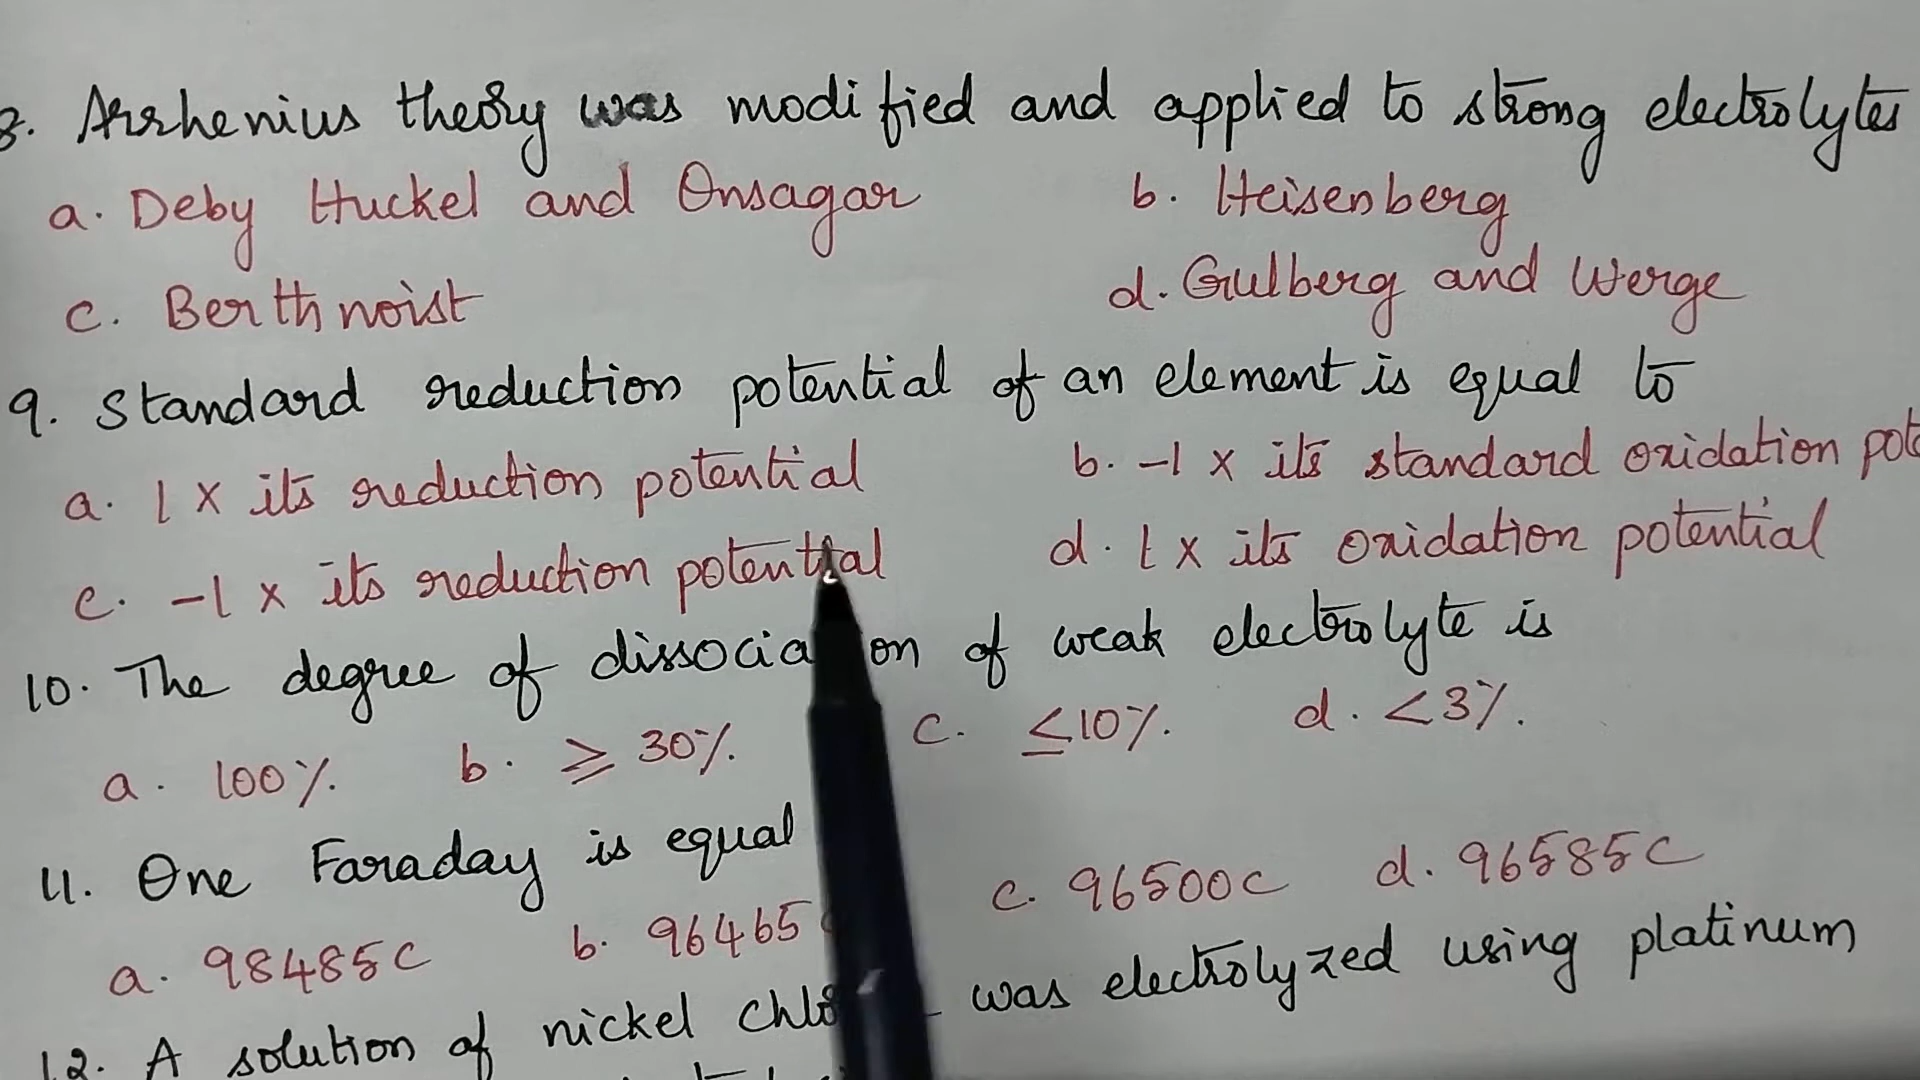 8. Arrhenius theory was modified and applied to strong electrolytes
a. Deby Huckel and Onsagar b. Heisenberg
c. Berthnoist d. Gulberg and Werge
9. Standard reduction potential of an element is equal to
a. 1 x its reduction potential b. -1 x its standard oxidation pote
c. -1 x its reduction potential d. 1 x its oxidation potential
10. The degree of of weak electrolyte is
a. 100% b. ≥ 30% c. ≤10% d. <3%.
11. One Faraday is equal
a. 98485C b. 96465 c. 96500C d. 96585C
12. A solution of nickel was electrolyzed using platinum